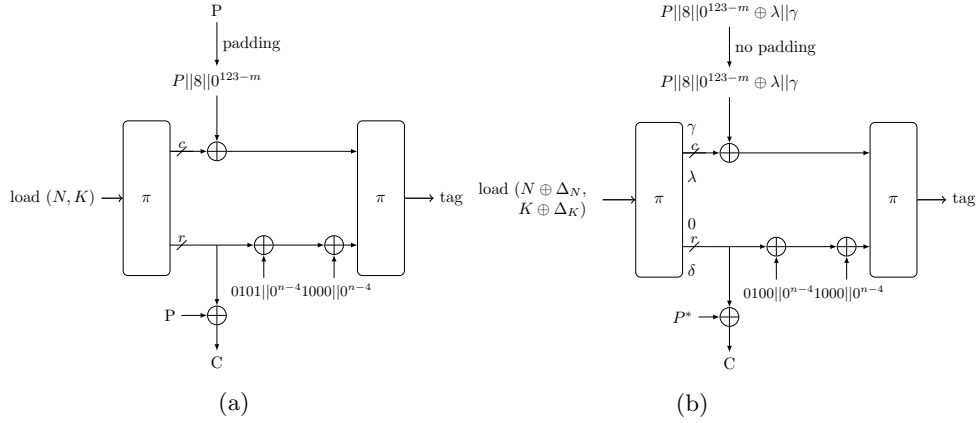 P
padding
P||8||0^{123−m}
c
load (N, K)
π
π
tag
r
0101||0^{n−4}
1000||0^{n−4}
P
C
(a)
P||8||0^{123−m} ⊕ λ||γ
no padding
P||8||0^{123−m} ⊕ λ||γ
γ
c
λ
load (N ⊕ Δ_N,
K ⊕ Δ_K)
π
π
tag
0
r
δ
0100||0^{n−4}
1000||0^{n−4}
P*
C
(b)